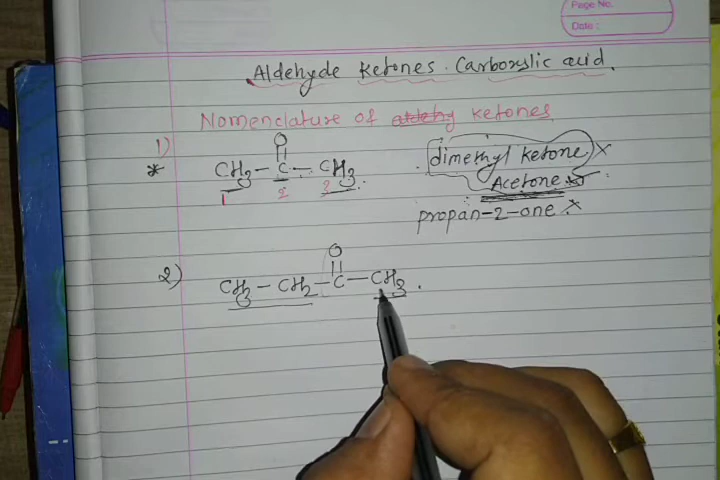 Page No.
Date :
Aldehyde Ketones. Carboxylic acid.
Nomenclature of aldehy ketones
1)
O
* CH3 – C – CH3 .
1 2 3
dimethyl ketone ×
Acetone
propan-2-one ×
2)
O
CH3 – CH2 – C – CH3 .